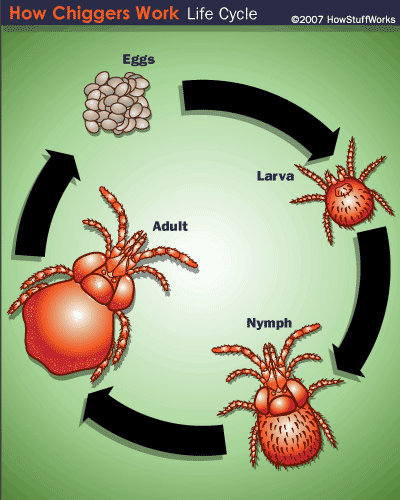 How Chiggers Work Life Cycle
©2007 HowStuffWorks
Eggs
Larva
Adult
Nymph